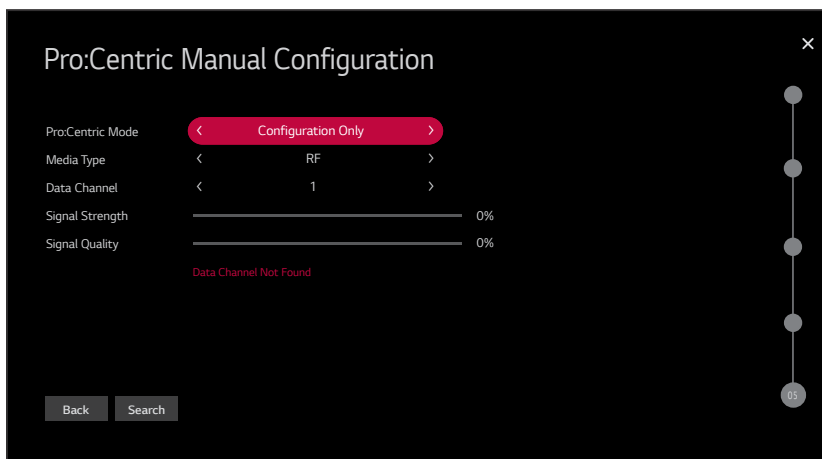 Pro:Centric Manual Configuration
Pro:Centric Mode < Configuration Only >
Media Type < RF >
Data Channel < 1 >
Signal Strength 0%
Signal Quality 0%
Data Channel Not Found
Back Search
05